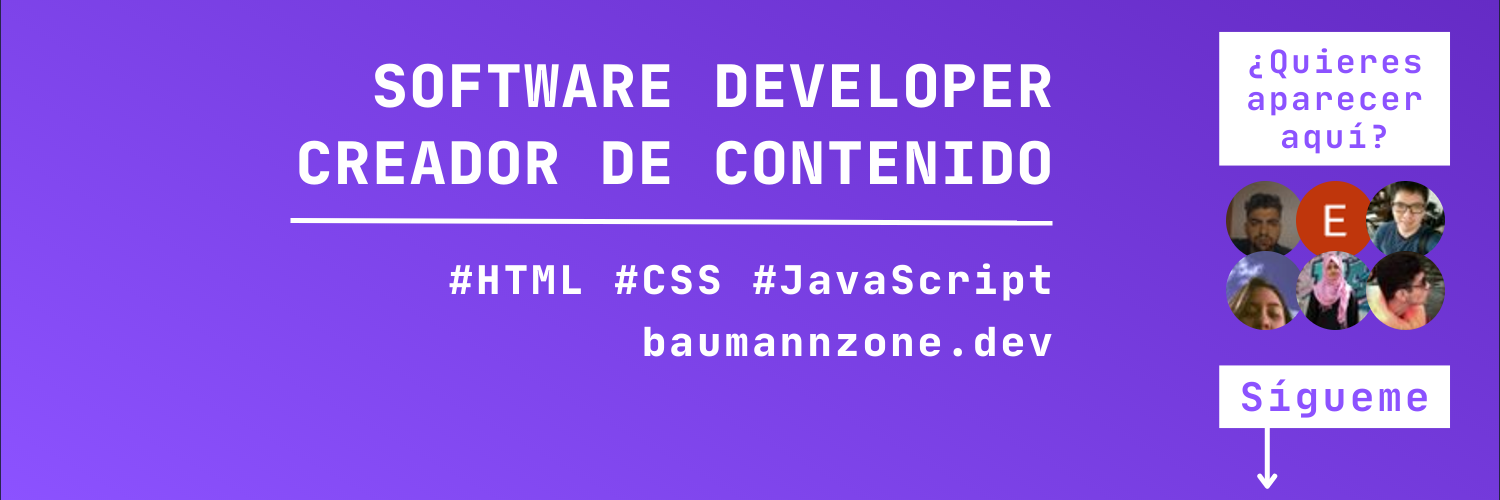 SOFTWARE DEVELOPER
CREADOR DE CONTENIDO
#HTML #CSS #JavaScript
baumannzone.dev
¿Quieres
aparecer
aquí?
E
Sígueme